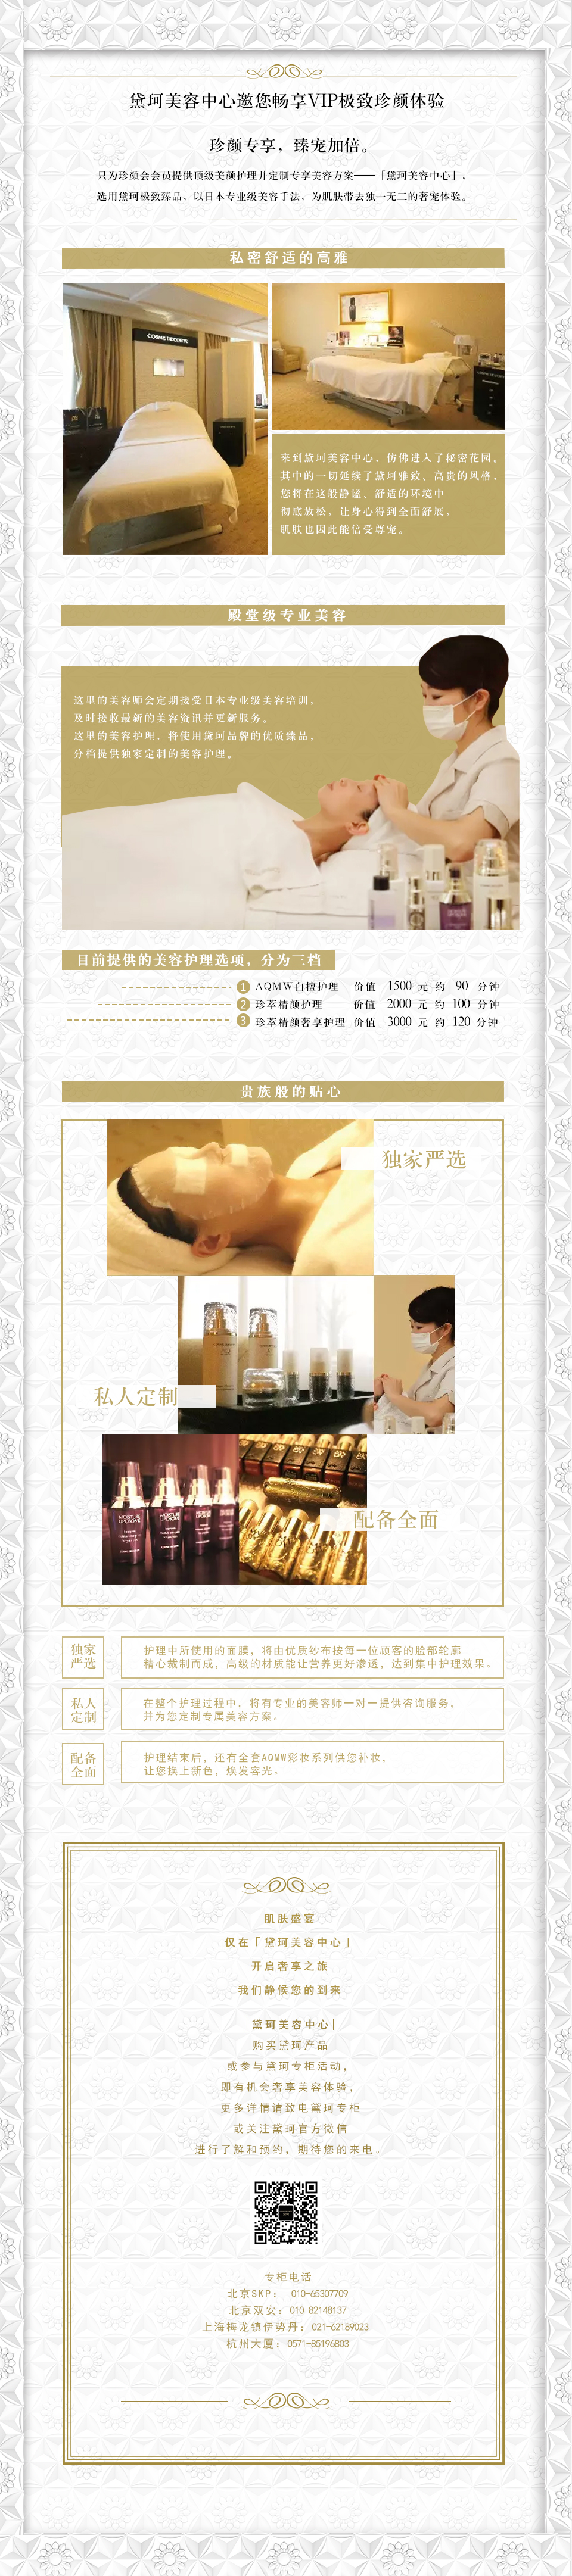 黛珂美容中心邀您畅享VIP极致珍颜体验
珍颜专享，臻宠加倍。
只为珍颜会会员提供顶级美颜护理并定制专享美容方案——「黛珂美容中心」，
选用黛珂极致臻品，以日本专业级美容手法，为肌肤带去独一无二的奢宠体验。
私密舒适的高雅
COSME DECORTE
来到黛珂美容中心，仿佛进入了秘密花园。
其中的一切延续了黛珂雅致、高贵的风格，
您将在这般静谧、舒适的环境中
彻底放松，让身心得到全面舒展，
肌肤也因此能倍受尊宠。
殿堂级专业美容
这里的美容师会定期接受日本专业级美容培训，
及时接收最新的美容资讯并更新服务。
这里的美容护理，将使用黛珂品牌的优质臻品，
分档提供独家定制的美容护理。
目前提供的美容护理选项，分为三档
1 AQMW白檀护理 价值 1500 元 约 90 分钟
2 珍萃精颜护理 价值 2000 元 约 100 分钟
3 珍萃精颜奢享护理 价值 3000 元 约 120 分钟
贵族般的贴心
独家严选
私人定制
MOISTURE
LIPOSOME
配备全面
独家
严选
护理中所使用的面膜，将由优质纱布按每一位顾客的脸部轮廓
精心裁制而成，高级的材质能让营养更好渗透，达到集中护理效果。
私人
定制
在整个护理过程中，将有专业的美容师一对一提供咨询服务，
并为您定制专属美容方案。
配备
全面
护理结束后，还有全套AQMW彩妆系列供您补妆，
让您换上新色，焕发容光。
肌肤盛宴
仅在「黛珂美容中心」
开启奢享之旅
我们静候您的到来
|黛珂美容中心|
购买黛珂产品
或参与黛珂专柜活动，
即有机会奢享美容体验，
更多详情请致电黛珂专柜
或关注黛珂官方微信
进行了解和预约，期待您的来电。
专柜电话
北京SKP： 010-65307709
北京双安：010-82148137
上海梅龙镇伊势丹：021-62189023
杭州大厦：0571-85196803